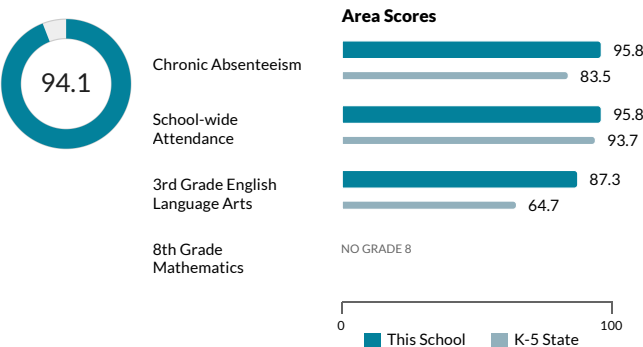 Area Scores
94.1
Chronic Absenteeism
95.8
83.5
School-wide
Attendance
95.8
93.7
3rd Grade English
Language Arts
87.3
64.7
8th Grade
Mathematics
NO GRADE 8
0
100
This School
K-5 State